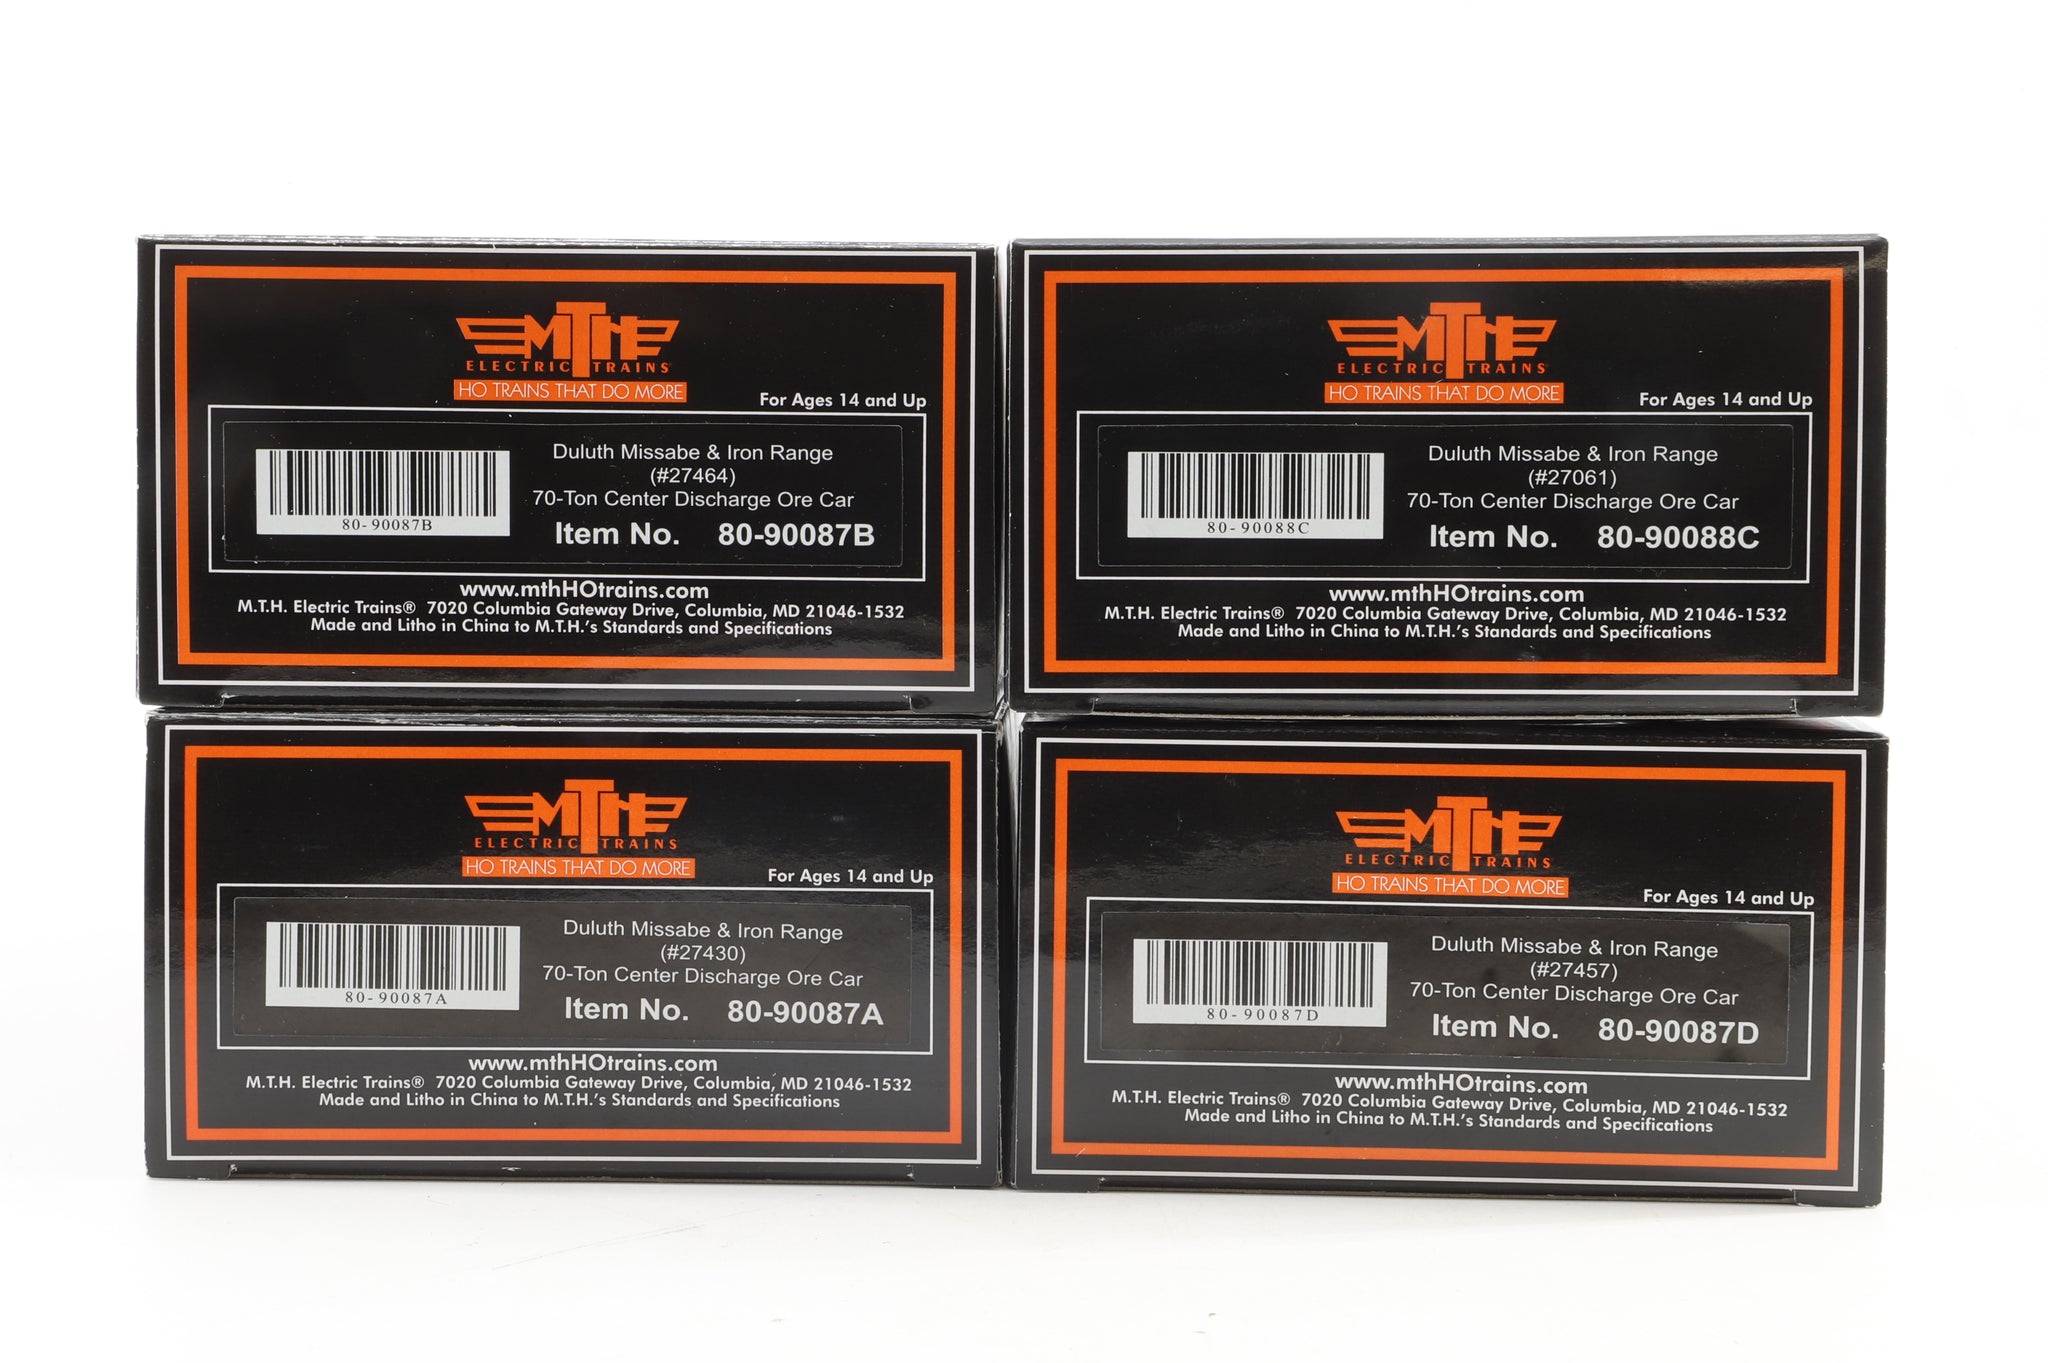 MTH
ELECTRIC TRAINS
HO TRAINS THAT DO MORE
For Ages 14 and Up
Duluth Missabe & Iron Range
(#27464)
70-Ton Center Discharge Ore Car
80-90087B
Item No. 80-90087B
www.mthHOtrains.com
M.T.H. Electric Trains® 7020 Columbia Gateway Drive, Columbia, MD 21046-1532
Made and Litho in China to M.T.H.'s Standards and Specifications
MTH
ELECTRIC TRAINS
HO TRAINS THAT DO MORE
For Ages 14 and Up
Duluth Missabe & Iron Range
(#27061)
70-Ton Center Discharge Ore Car
80-90088C
Item No. 80-90088C
www.mthHOtrains.com
M.T.H. Electric Trains® 7020 Columbia Gateway Drive, Columbia, MD 21046-1532
Made and Litho in China to M.T.H.'s Standards and Specifications
MTH
ELECTRIC TRAINS
HO TRAINS THAT DO MORE
For Ages 14 and Up
Duluth Missabe & Iron Range
(#27430)
70-Ton Center Discharge Ore Car
80-90087A
Item No. 80-90087A
www.mthHOtrains.com
M.T.H. Electric Trains® 7020 Columbia Gateway Drive, Columbia, MD 21046-1532
Made and Litho in China to M.T.H.'s Standards and Specifications
MTH
ELECTRIC TRAINS
HO TRAINS THAT DO MORE
For Ages 14 and Up
Duluth Missabe & Iron Range
(#27457)
70-Ton Center Discharge Ore Car
80-90087D
Item No. 80-90087D
www.mthHOtrains.com
M.T.H. Electric Trains® 7020 Columbia Gateway Drive, Columbia, MD 21046-1532
Made and Litho in China to M.T.H.'s Standards and Specifications